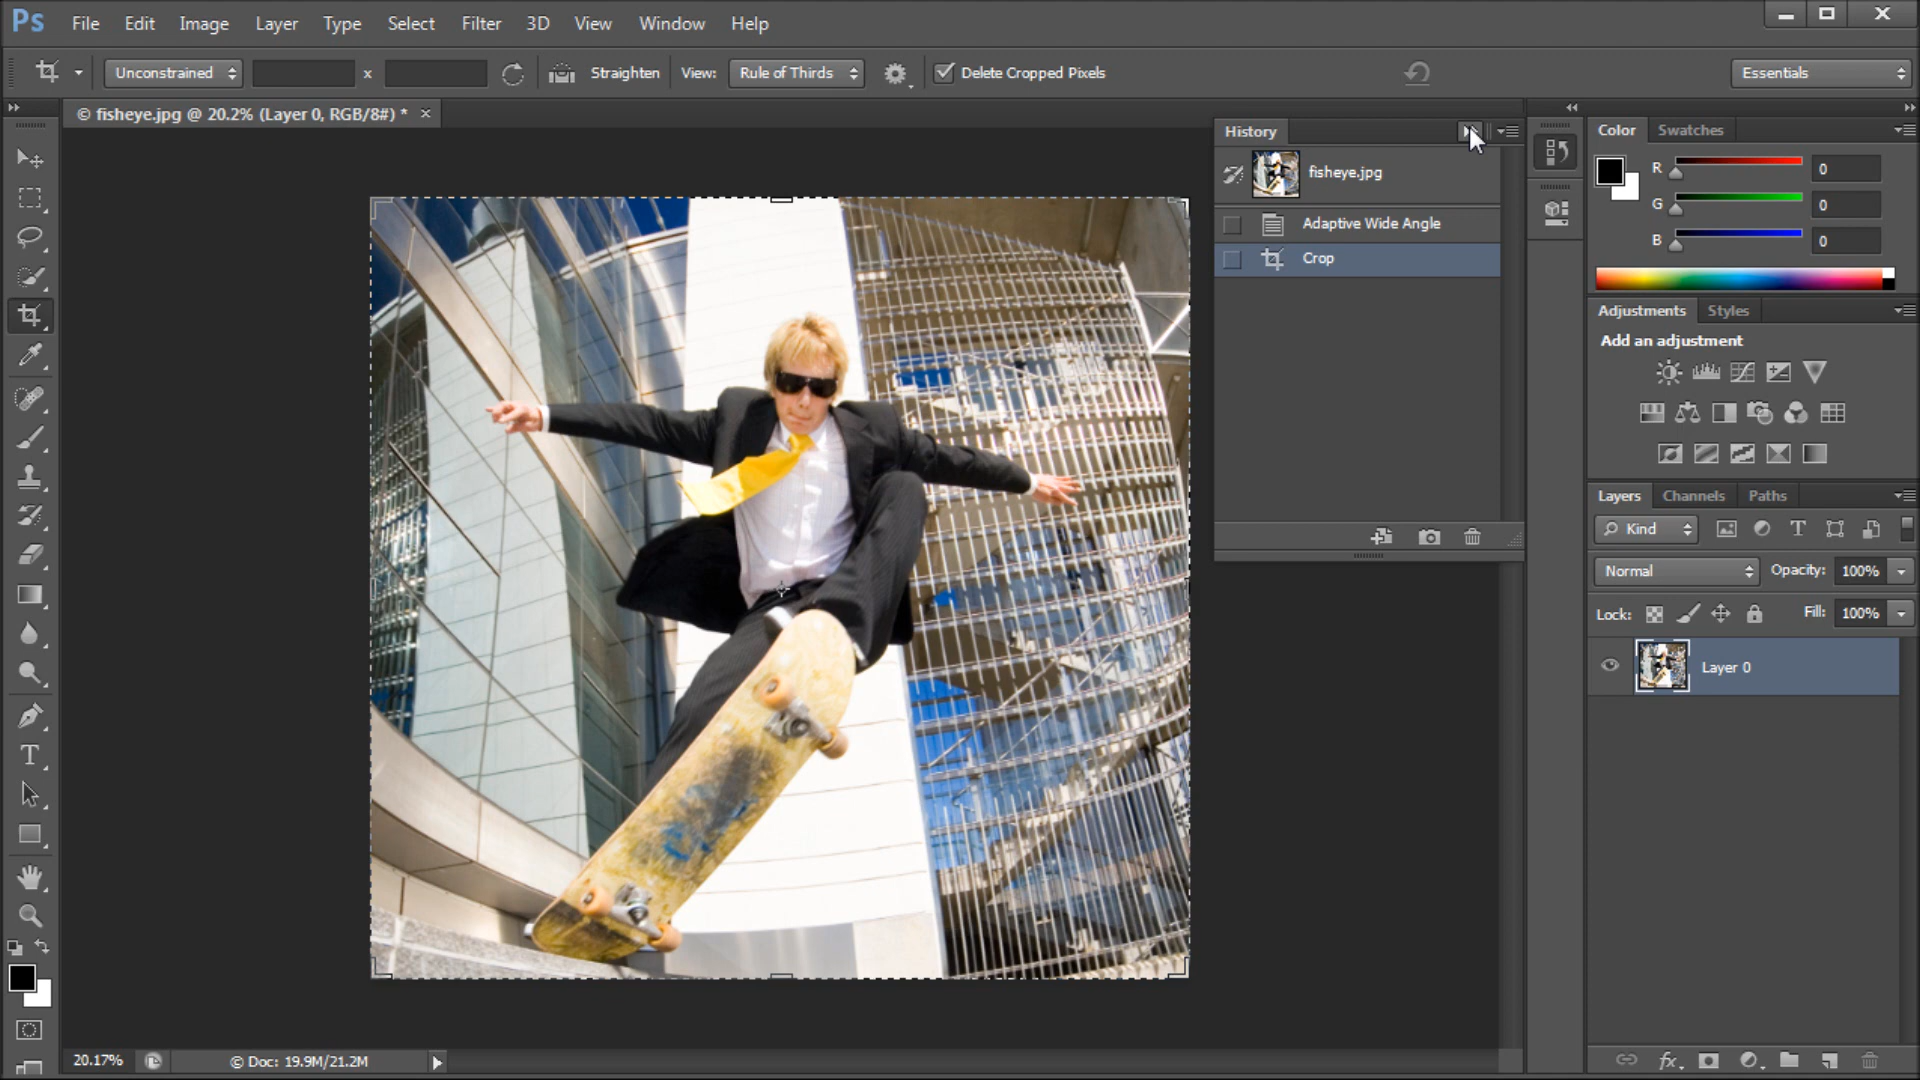 Ps File Edit Image Layer Type Select Filter 3D View Window Help
Unconstrained x Straighten View: Rule of Thirds Delete Cropped Pixels Essentials
© fisheye.jpg @ 20.2% (Layer 0, RGB/8#) * ×
History
fisheye.jpg
Adaptive Wide Angle
Crop
Color Swatches
R 0
G 0
B 0
Adjustments Styles
Add an adjustment
Layers Channels Paths
Kind
Normal Opacity: 100%
Lock: Fill: 100%
Layer 0
20.17% © Doc: 19.9M/21.2M